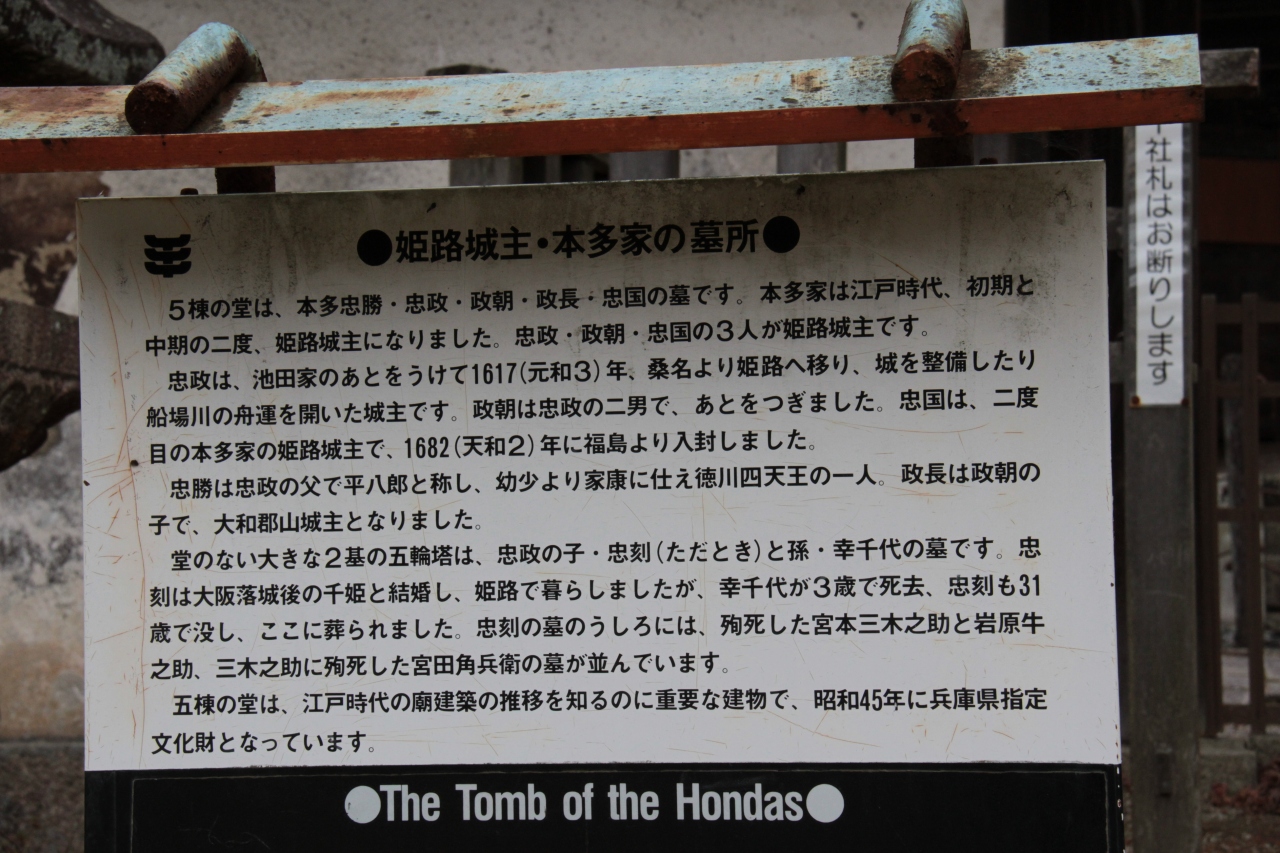 ●姫路城主・本多家の墓所●
5棟の堂は、本多忠勝・忠政・政朝・政長・忠国の墓です。本多家は江戸時代、初期と
中期の二度、姫路城主になりました。忠政・政朝・忠国の3人が姫路城主です。
忠政は、池田家のあとをうけて1617(元和3)年、桑名より姫路へ移り、城を整備したり
船場川の舟運を開いた城主です。政朝は忠政の二男で、あとをつぎました。忠国は、二度
目の本多家の姫路城主で、1682(天和2)年に福島より入封しました。
忠勝は忠政の父で平八郎と称し、幼少より家康に仕え徳川四天王の一人。政長は政朝の
子で、大和郡山城主となりました。
堂のない大きな2基の五輪塔は、忠政の子・忠刻(ただとき)と孫・幸千代の墓です。忠
刻は大阪落城後の千姫と結婚し、姫路で暮らしましたが、幸千代が3歳で死去、忠刻も31
歳で没し、ここに葬られました。忠刻の墓のうしろには、殉死した宮本三木之助と岩原牛
之助、三木之助に殉死した宮田角兵衛の墓が並んでいます。
五棟の堂は、江戸時代の廟建築の推移を知るのに重要な建物で、昭和45年に兵庫県指定
文化財となっています。
●The Tomb of the Hondas●
社札はお断りします